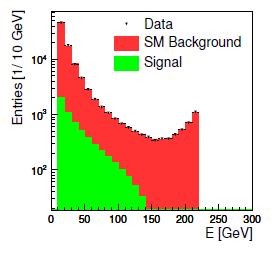 Data
SM Background
Signal
Entries [1/ 10 GeV]
10⁴
10³
10²
0 50 100 150 200 250 300
E [GeV]